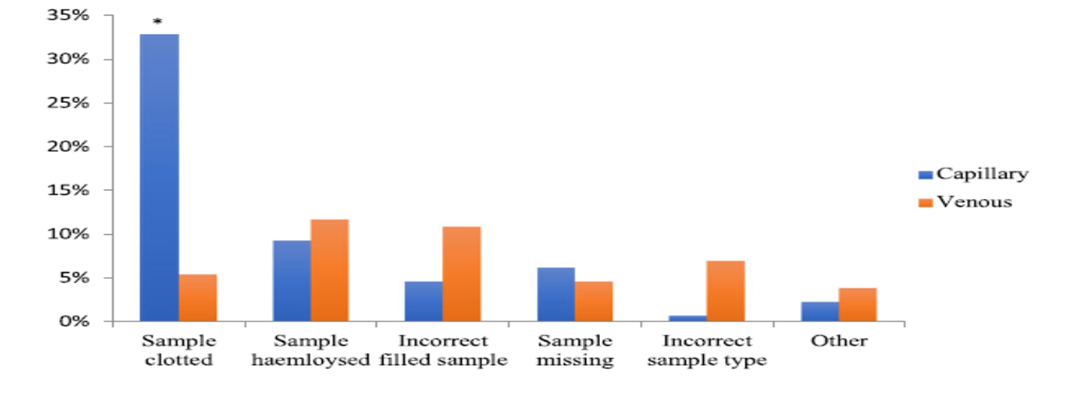 35%
*
30%
25%
20%
15%
10%
5%
0%
Capillary
Venous
Sample clotted
Sample haemloysed
Incorrect filled sample
Sample missing
Incorrect sample type
Other